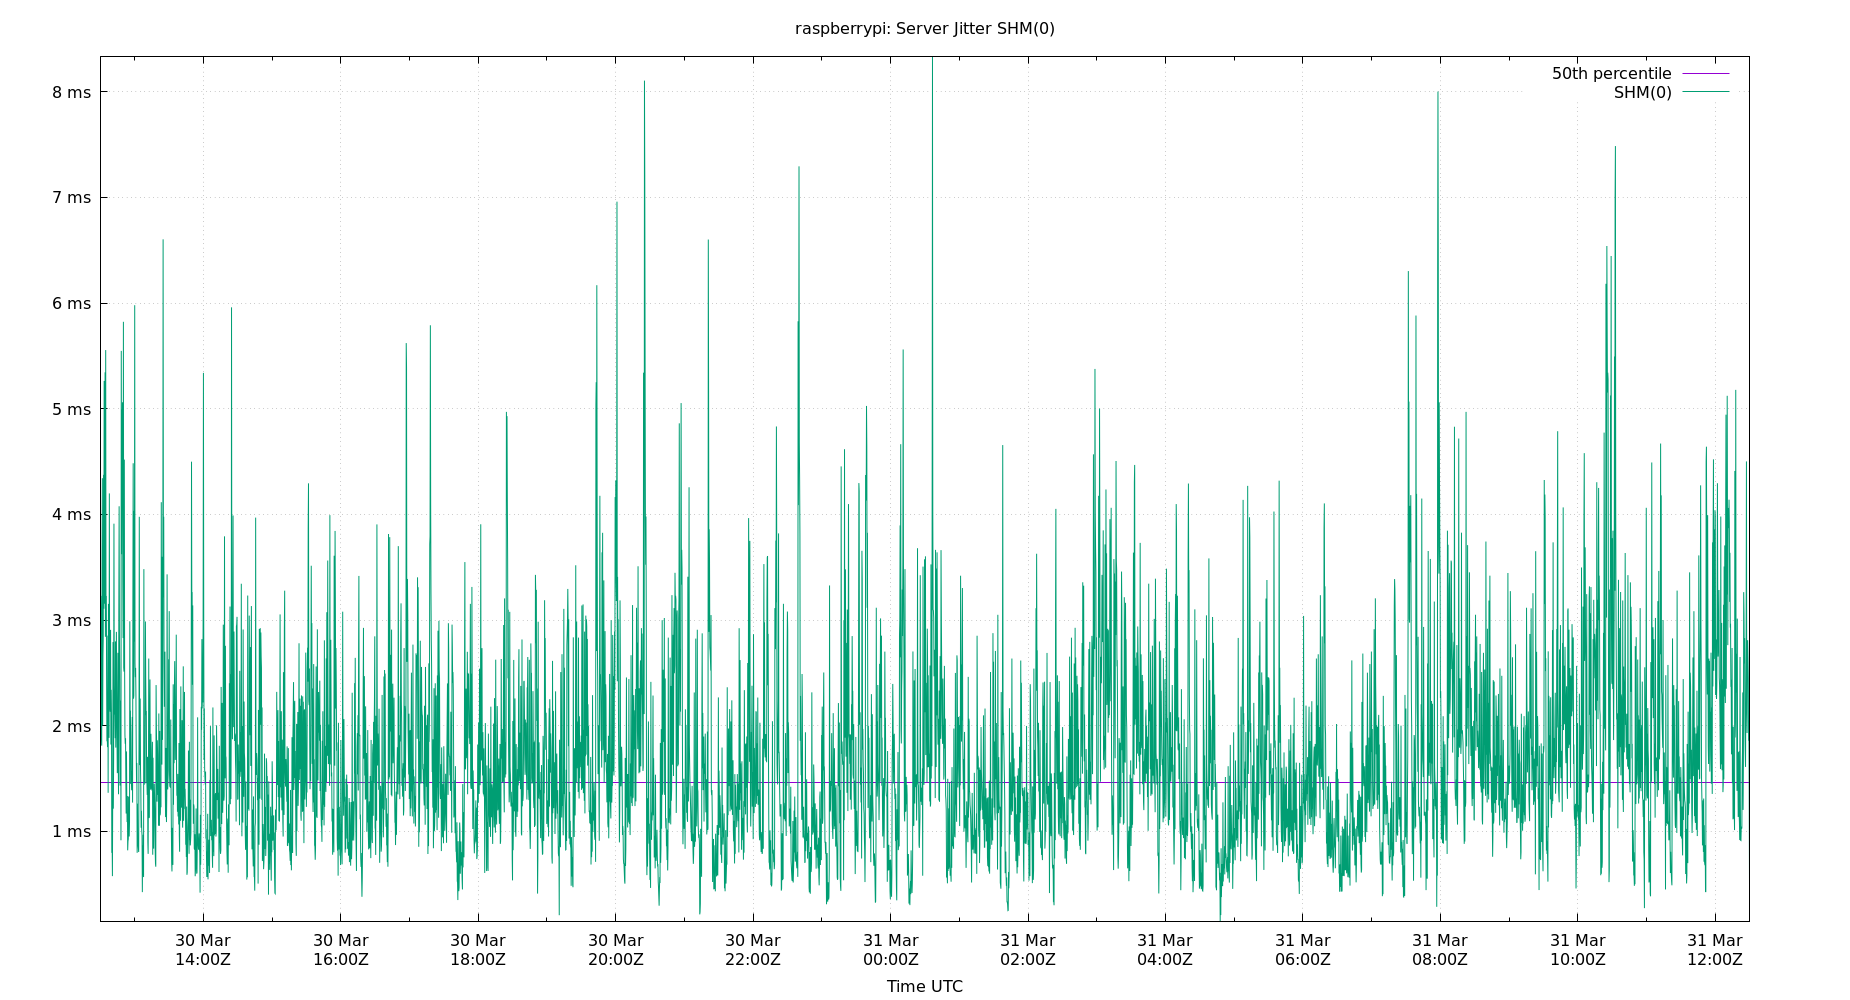 raspberrypi: Server Jitter SHM(0)
50th percentile
SHM(0)
8 ms
7 ms
6 ms
5 ms
4 ms
3 ms
2 ms
1 ms
30 Mar 30 Mar 30 Mar 30 Mar 30 Mar 31 Mar 31 Mar 31 Mar 31 Mar 31 Mar 31 Mar 31 Mar
14:00Z 16:00Z 18:00Z 20:00Z 22:00Z 00:00Z 02:00Z 04:00Z 06:00Z 08:00Z 10:00Z 12:00Z
Time UTC